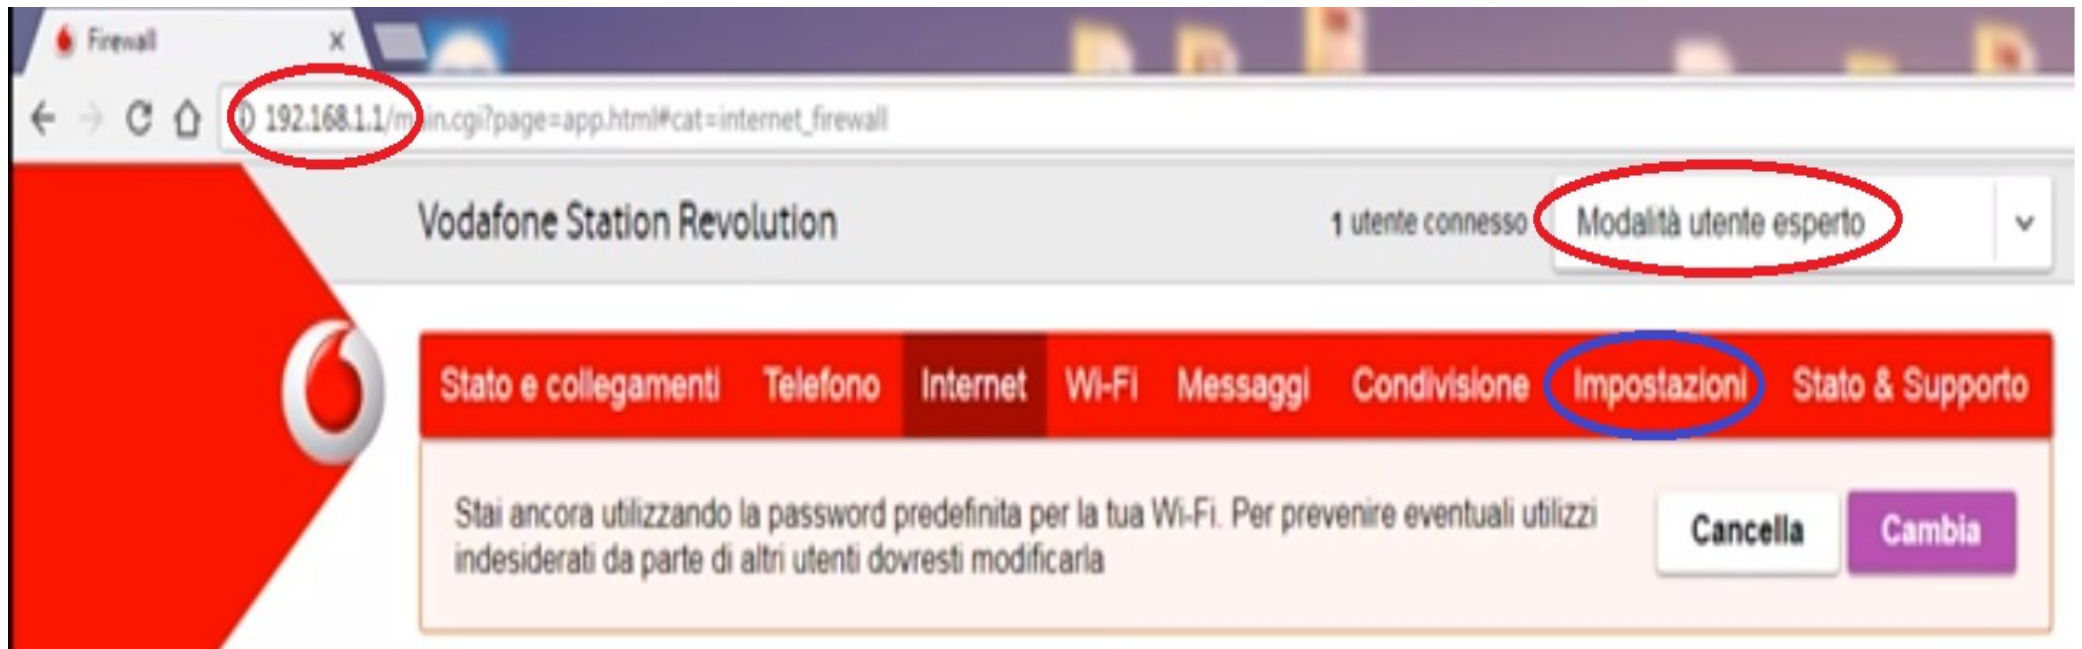 Firewall x
192.168.1.1/main.cgi?page=app.html#cat=internet_firewall
Vodafone Station Revolution 1 utente connesso Modalità utente esperto
Stato e collegamenti Telefono Internet Wi-Fi Messaggi Condivisione Impostazioni Stato & Supporto
Stai ancora utilizzando la password predefinita per la tua Wi-Fi. Per prevenire eventuali utilizzi
indesiderati da parte di altri utenti dovresti modificarla
Cancella Cambia